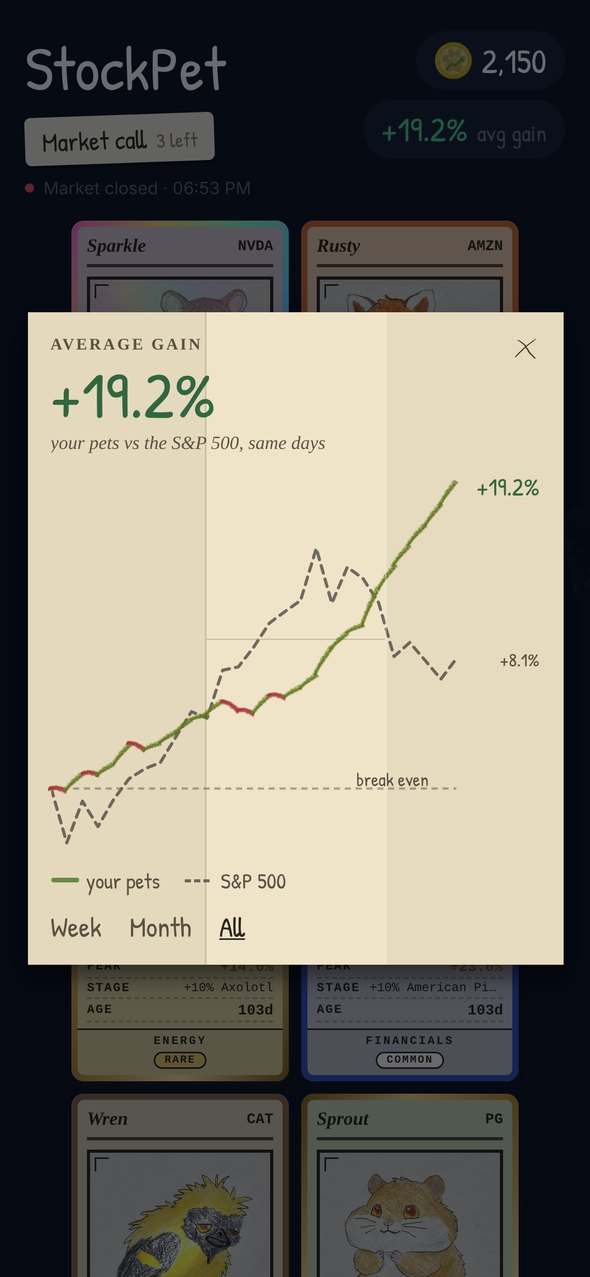 StockPet
2,150
Market call 3 left
+19.2% avg gain
Market closed · 06:53 PM
Sparkle NVDA
Rusty AMZN
AVERAGE GAIN
+19.2%
your pets vs the S&P 500, same days
+19.2%
+8.1%
break even
your pets
S&P 500
Week Month All
STAGE +10% Axolotl
AGE 103d
ENERGY
RARE
STAGE +10% American Pi…
AGE 103d
FINANCIALS
COMMON
Wren CAT
Sprout PG